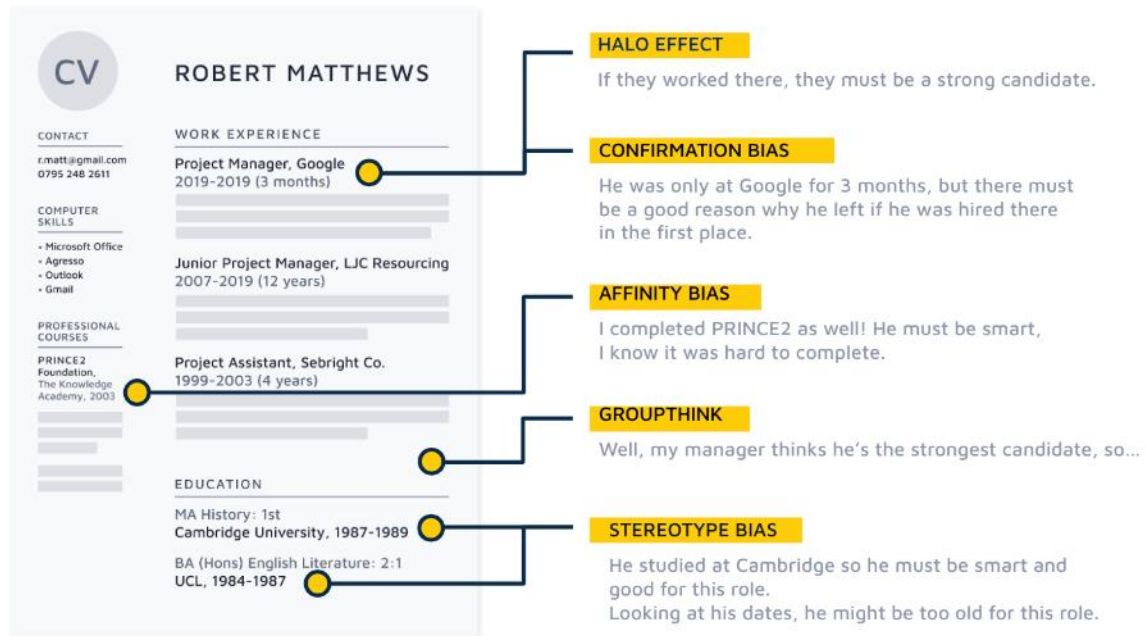 CV
ROBERT MATTHEWS
CONTACT
r.matt@gmail.com
0795 248 2611
COMPUTER
SKILLS
• Microsoft Office
• Agresso
• Outlook
• Gmail
PROFESSIONAL
COURSES
PRINCE2
Foundation,
The Knowledge
Academy, 2003
WORK EXPERIENCE
Project Manager, Google
2019-2019 (3 months)
Junior Project Manager, LJC Resourcing
2007-2019 (12 years)
Project Assistant, Sebright Co.
1999-2003 (4 years)
EDUCATION
MA History: 1st
Cambridge University, 1987-1989
BA (Hons) English Literature: 2:1
UCL, 1984-1987
HALO EFFECT
If they worked there, they must be a strong candidate.
CONFIRMATION BIAS
He was only at Google for 3 months, but there must
be a good reason why he left if he was hired there
in the first place.
AFFINITY BIAS
I completed PRINCE2 as well! He must be smart,
I know it was hard to complete.
GROUPTHINK
Well, my manager thinks he's the strongest candidate, so...
STEREOTYPE BIAS
He studied at Cambridge so he must be smart and
good for this role.
Looking at his dates, he might be too old for this role.